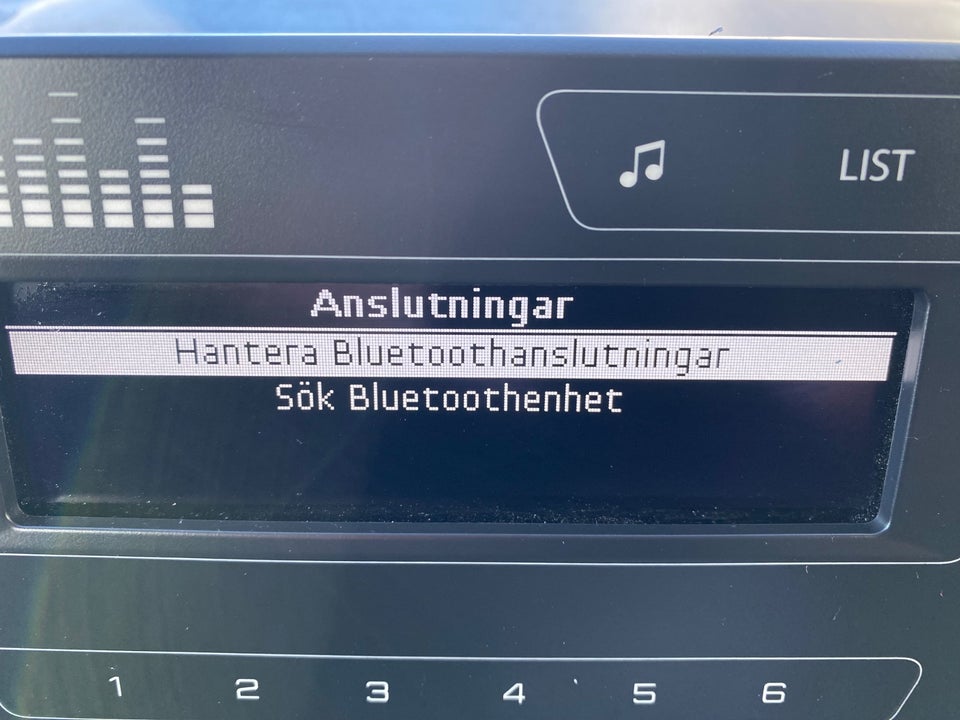 LIST
Anslutningar
Hantera Bluetoothanslutningar
Sök Bluetoothenhet
1 2 3 4 5 6